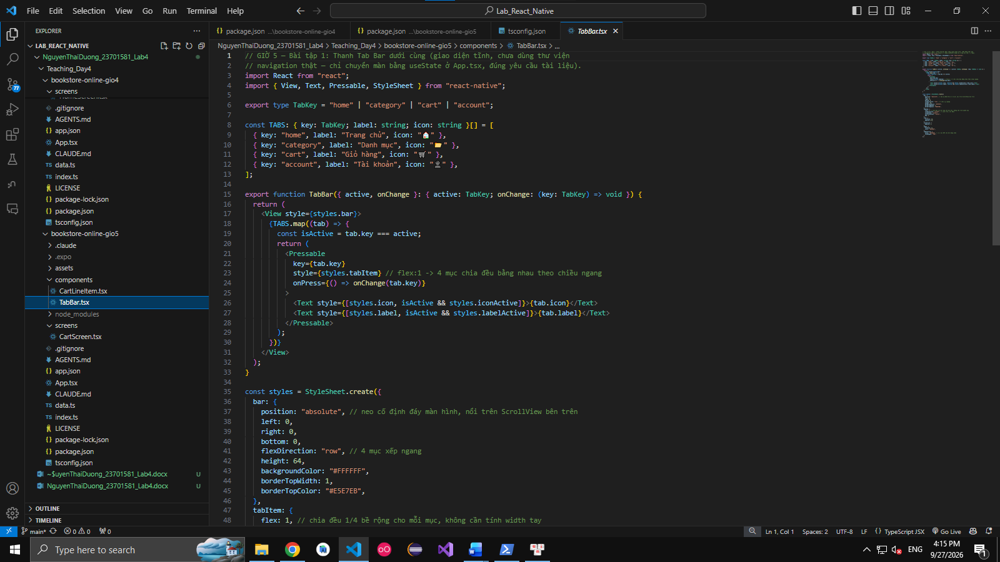 File Edit Selection View Go Run Terminal Help
Lab_React_Native
EXPLORER
LAB_REACT_NATIVE
NguyenThaiDuong_23701581_Lab4
Teaching_Day4
bookstore-online-gio4
screens
HomeScreen.tsx
.gitignore
AGENTS.md
app.json
App.tsx
CLAUDE.md
data.ts
index.ts
LICENSE
package-lock.json
package.json
tsconfig.json
bookstore-online-gio5
.claude
.expo
assets
components
CartLineItem.tsx
TabBar.tsx
node_modules
screens
CartScreen.tsx
.gitignore
AGENTS.md
app.json
App.tsx
CLAUDE.md
data.ts
index.ts
LICENSE
package-lock.json
package.json
tsconfig.json
~$uyenThaiDuong_23701581_Lab4.docx U
NguyenThaiDuong_23701581_Lab4.docx U
OUTLINE
TIMELINE
package.json ...\bookstore-online-gio4
package.json ...\bookstore-online-gio5
tsconfig.json
TabBar.tsx
NguyenThaiDuong_23701581_Lab4 > Teaching_Day4 > bookstore-online-gio5 > components > TabBar.tsx > ...
1 // GIỜ 5 — Bài tập 1: Thanh Tab Bar dưới cùng (giao diện tĩnh, chưa dùng thư viện
2 // navigation thật — chỉ chuyển màn bằng useState ở App.tsx, đúng yêu cầu tài liệu).
3 import React from "react";
4 import { View, Text, Pressable, StyleSheet } from "react-native";
5
6 export type TabKey = "home" | "category" | "cart" | "account";
7
8 const TABS: { key: TabKey; label: string; icon: string }[] = [
9 { key: "home", label: "Trang chủ", icon: "🏠" },
10 { key: "category", label: "Danh mục", icon: "📂" },
11 { key: "cart", label: "Giỏ hàng", icon: "🛒" },
12 { key: "account", label: "Tài khoản", icon: "👤" },
13 ];
14
15 export function TabBar({ active, onChange }: { active: TabKey; onChange: (key: TabKey) => void }) {
16 return (
17 <View style={styles.bar}>
18 {TABS.map((tab) => {
19 const isActive = tab.key === active;
20 return (
21 <Pressable
22 key={tab.key}
23 style={styles.tabItem} // flex:1 -> 4 mục chia đều bằng nhau theo chiều ngang
24 onPress={() => onChange(tab.key)}
25 >
26 <Text style={[styles.icon, isActive && styles.iconActive]}>{tab.icon}</Text>
27 <Text style={[styles.label, isActive && styles.labelActive]}>{tab.label}</Text>
28 </Pressable>
29 );
30 })}
31 </View>
32 );
33 }
34
35 const styles = StyleSheet.create({
36 bar: {
37 position: "absolute", // neo cố định đáy màn hình, nổi trên ScrollView bên trên
38 left: 0,
39 right: 0,
40 bottom: 0,
41 flexDirection: "row", // 4 mục xếp ngang
42 height: 64,
43 backgroundColor: "#FFFFFF",
44 borderTopWidth: 1,
45 borderTopColor: "#E5E7EB",
46 },
47 tabItem: {
48 flex: 1, // chia đều 1/4 bề rộng cho mỗi mục, không cần tính width tay
77
main* 0 0 0
Ln 1, Col 1 Spaces: 2 UTF-8 LF TypeScript JSX Go Live
Type here to search
ENG
4:15 PM
9/27/2026
1